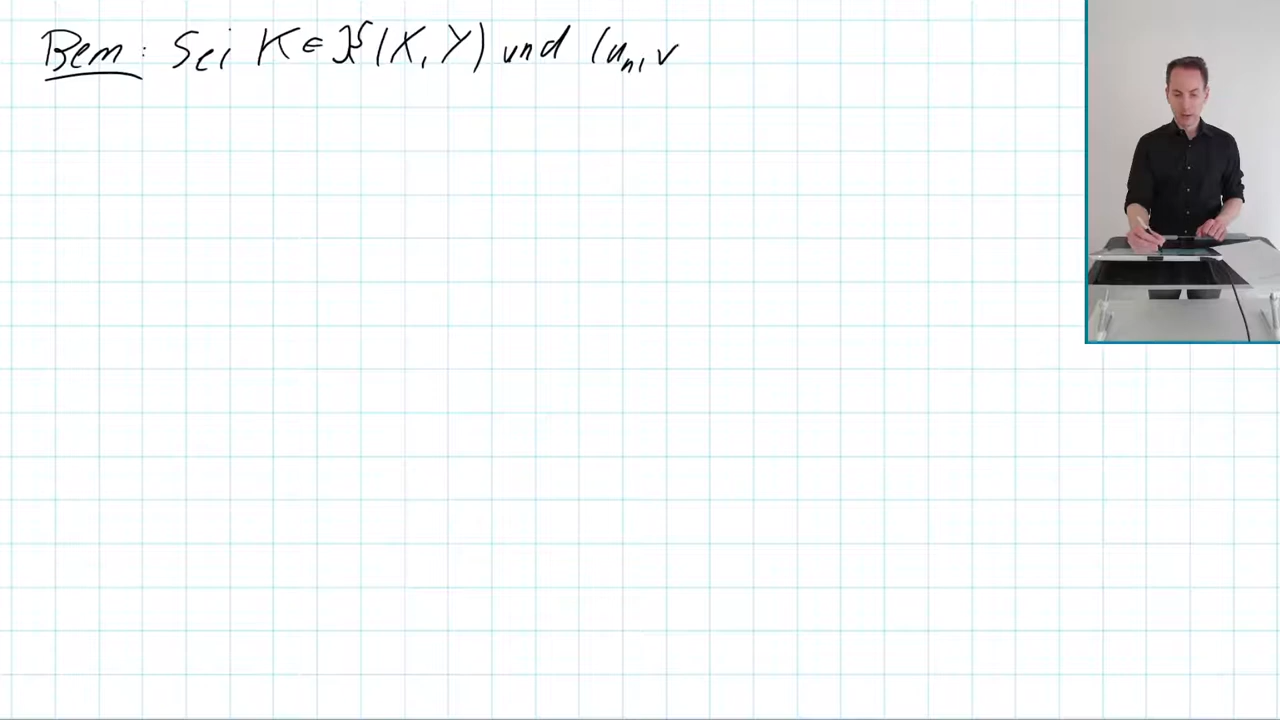 Bem: Sei K ∈ 𝒦(X, Y) und (u_n, v